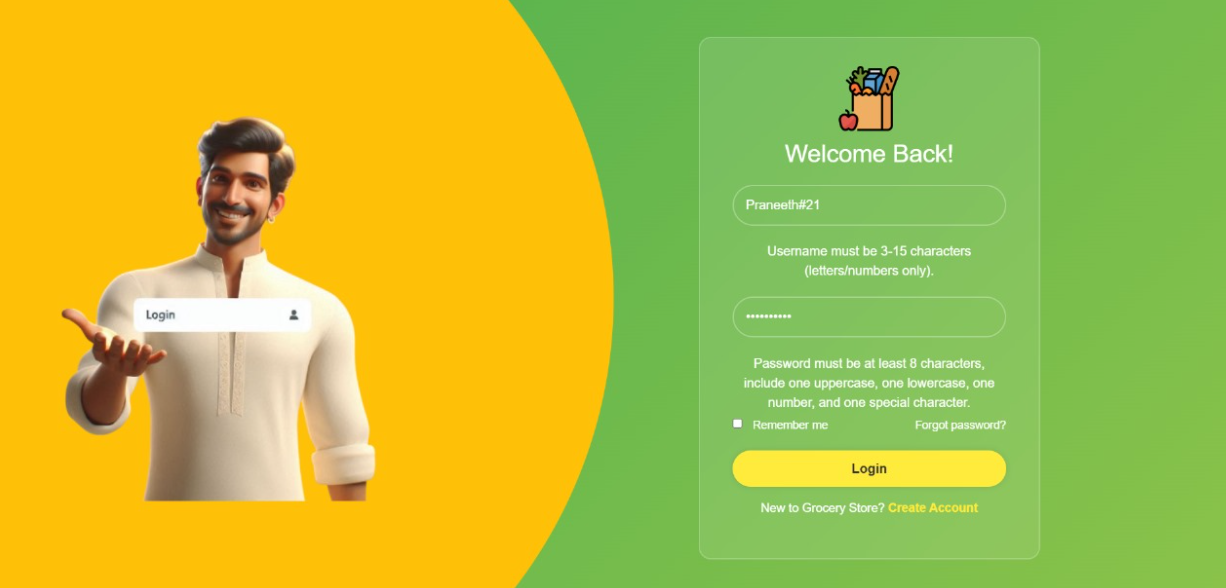 Login
Welcome Back!
Praneeth#21
Username must be 3-15 characters
(letters/numbers only).
••••••••••
Password must be at least 8 characters,
include one uppercase, one lowercase, one
number, and one special character.
Remember me
Forgot password?
Login
New to Grocery Store? Create Account